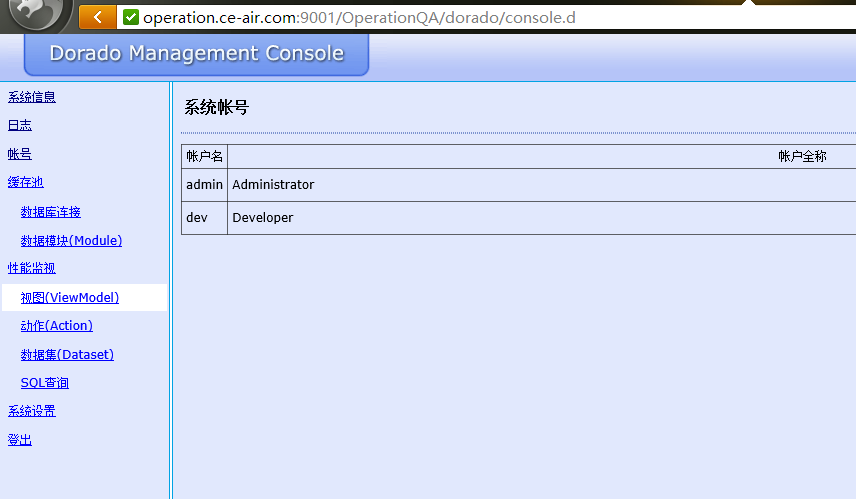 operation.ce-air.com:9001/OperationQA/dorado/console.d
Dorado Management Console
系统信息
日志
帐号
缓存池
数据库连接
数据模块(Module)
性能监视
视图(ViewModel)
动作(Action)
数据集(Dataset)
SQL查询
系统设置
登出
系统帐号
帐户名 帐户全称
admin Administrator
dev Developer